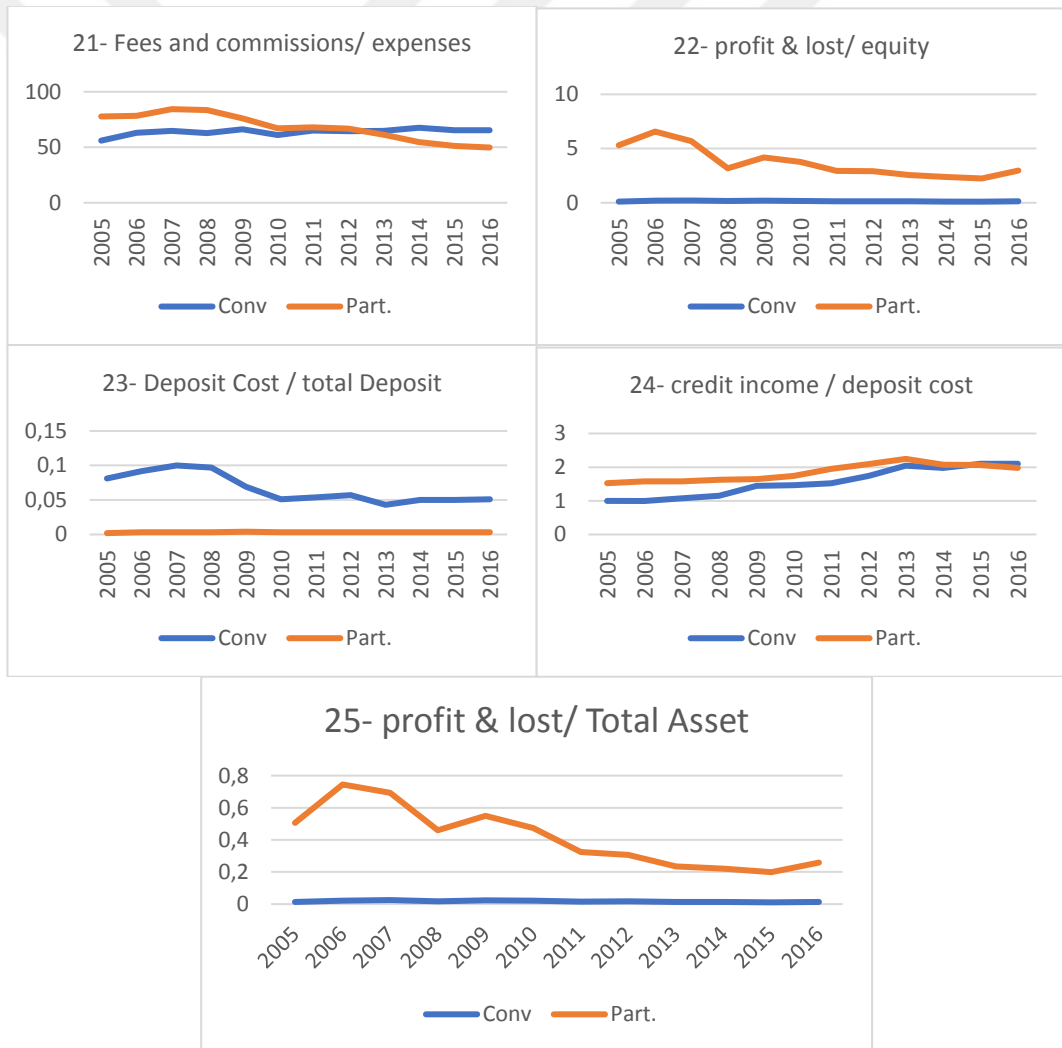 21- Fees and commissions/ expenses
100
50
0
2005 2006 2007 2008 2009 2010 2011 2012 2013 2014 2015 2016
Conv Part.
22- profit & lost/ equity
10
5
0
2005 2006 2007 2008 2009 2010 2011 2012 2013 2014 2015 2016
Conv Part.
23- Deposit Cost / total Deposit
0,15
0,1
0,05
0
2005 2006 2007 2008 2009 2010 2011 2012 2013 2014 2015 2016
Conv Part.
24- credit income / deposit cost
3
2
1
0
2005 2006 2007 2008 2009 2010 2011 2012 2013 2014 2015 2016
Conv Part.
25- profit & lost/ Total Asset
0,8
0,6
0,4
0,2
0
2005 2006 2007 2008 2009 2010 2011 2012 2013 2014 2015 2016
Conv Part.